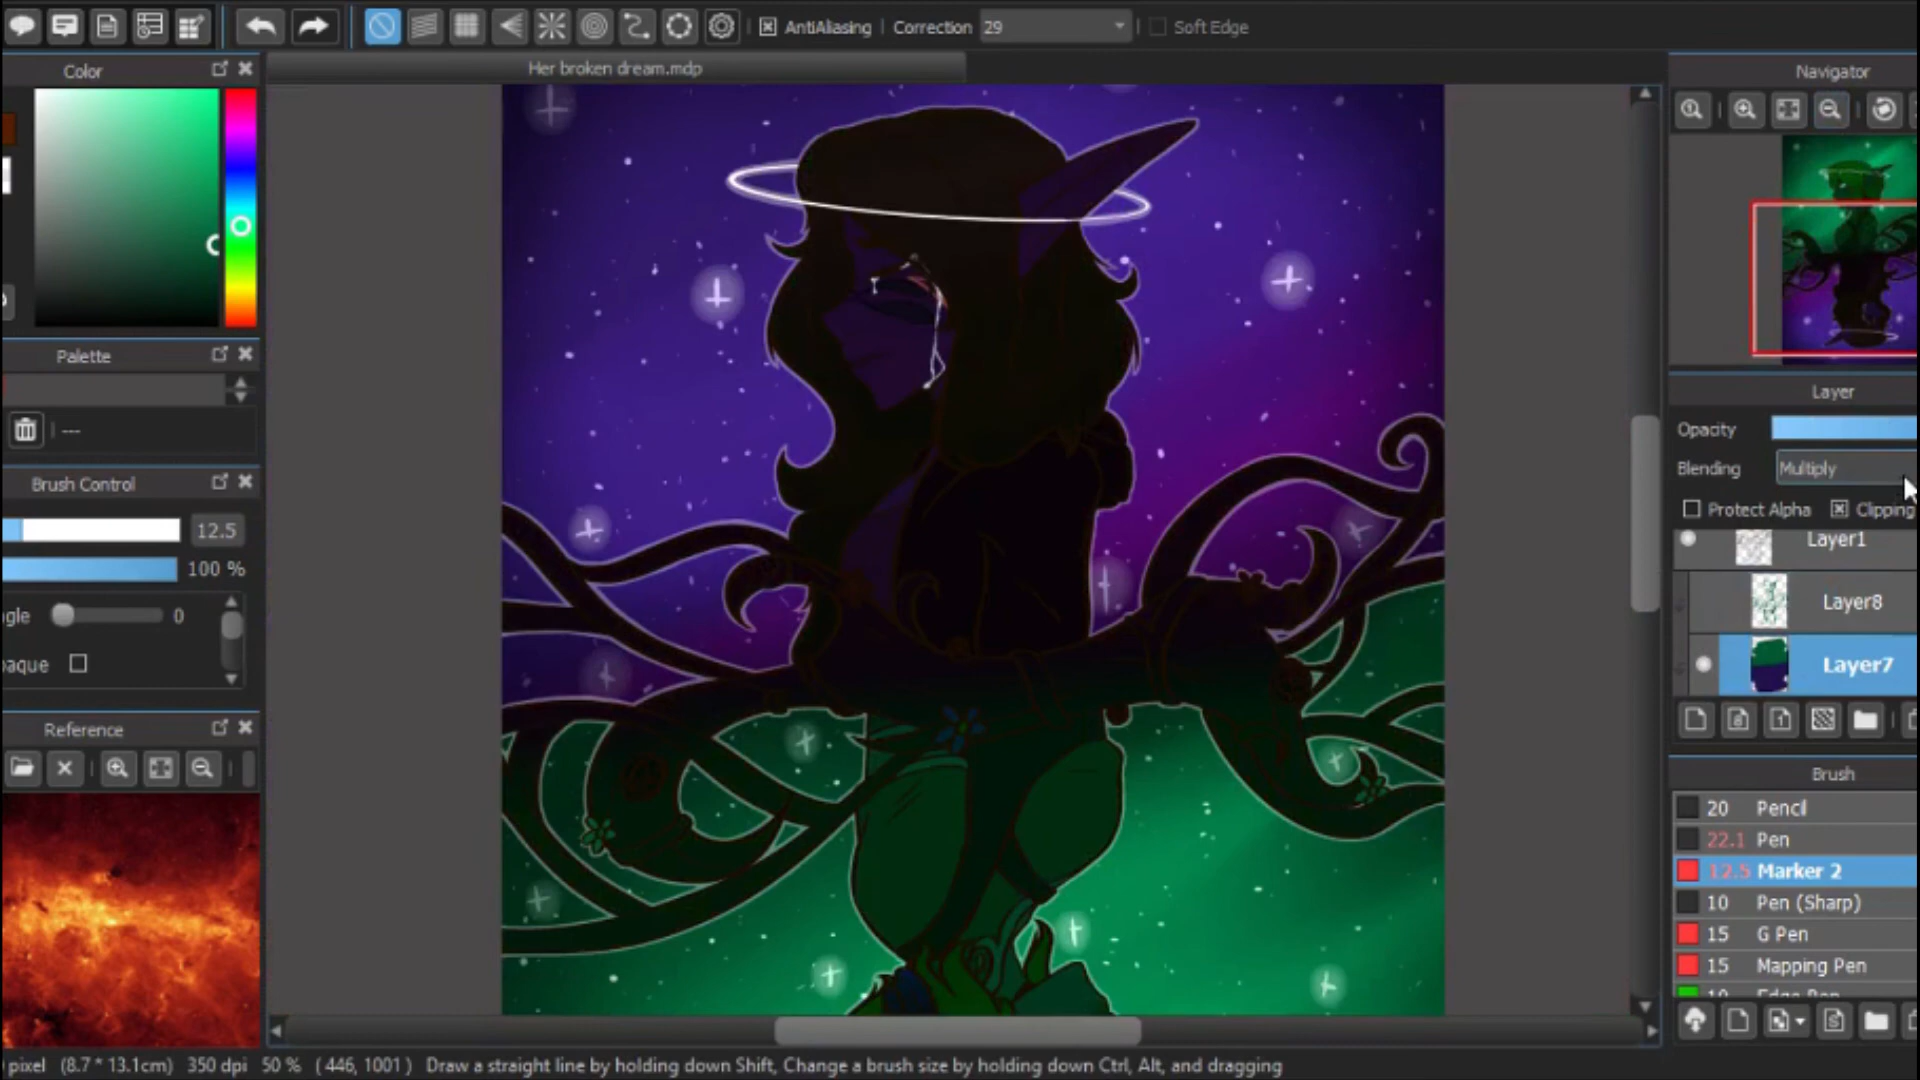 AntiAliasing
Correction
29
Soft Edge
Color
Her broken dream.mdp
Navigator
Palette
---
Brush Control
12.5
100 %
gle
0
paque
Reference
Layer
Opacity
Blending
Multiply
Protect Alpha
Clipping
Layer1
Layer8
Layer7
Brush
20 Pencil
22.1 Pen
12.5 Marker 2
10 Pen (Sharp)
15 G Pen
15 Mapping Pen
10 Edge Pen
pixel (8.7 * 13.1cm) 350 dpi 50 % ( 446, 1001 ) Draw a straight line by holding down Shift, Change a brush size by holding down Ctrl, Alt, and dragging